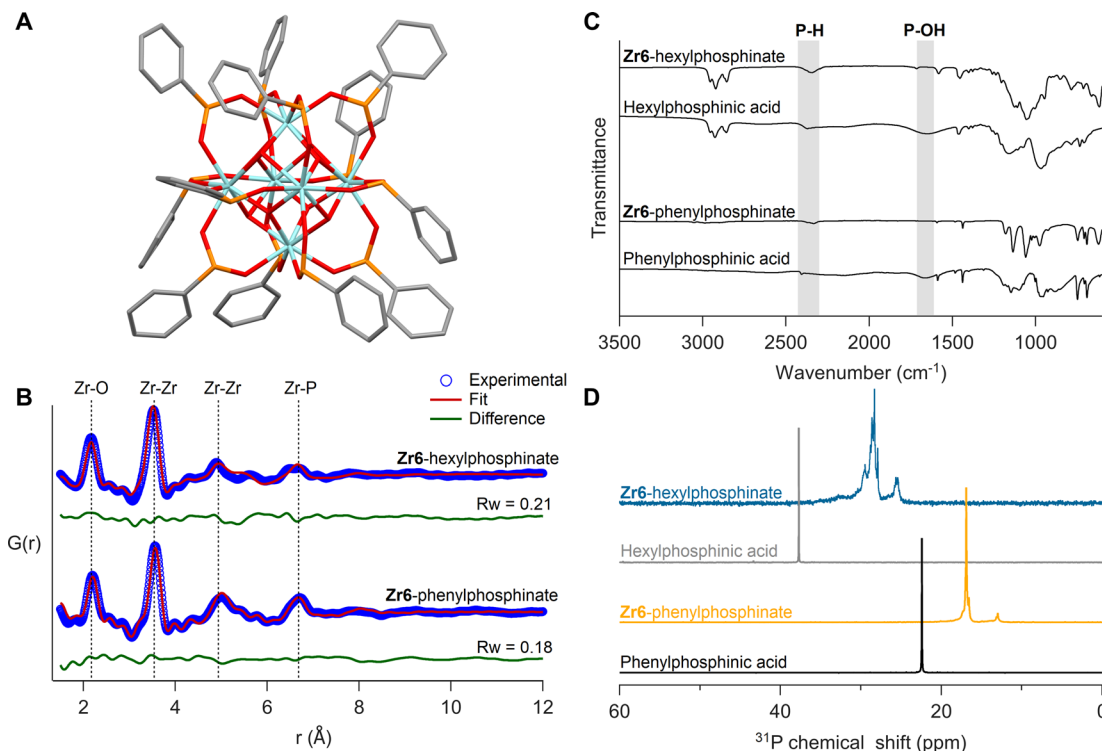 A
B
Zr-O
Zr-Zr
Zr-Zr
Zr-P
Experimental
Fit
Difference
Zr6-hexylphosphinate
Rw = 0.21
G(r)
Zr6-phenylphosphinate
Rw = 0.18
2
4
6
8
10
12
r (Å)
C
P-H
P-OH
Zr6-hexylphosphinate
Hexylphosphinic acid
Zr6-phenylphosphinate
Phenylphosphinic acid
Transmittance
3500
3000
2500
2000
1500
1000
Wavenumber (cm⁻¹)
D
Zr6-hexylphosphinate
Hexylphosphinic acid
Zr6-phenylphosphinate
Phenylphosphinic acid
60
40
20
0
³¹P chemical shift (ppm)